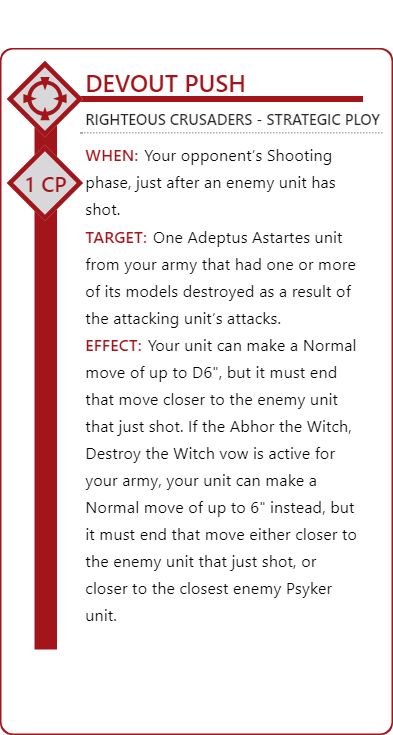 DEVOUT PUSH
RIGHTEOUS CRUSADERS - STRATEGIC PLOY
1 CP
WHEN: Your opponent's Shooting
phase, just after an enemy unit has
shot.
TARGET: One Adeptus Astartes unit
from your army that had one or more
of its models destroyed as a result of
the attacking unit's attacks.
EFFECT: Your unit can make a Normal
move of up to D6", but it must end
that move closer to the enemy unit
that just shot. If the Abhor the Witch,
Destroy the Witch vow is active for
your army, your unit can make a
Normal move of up to 6" instead, but
it must end that move either closer to
the enemy unit that just shot, or
closer to the closest enemy Psyker
unit.